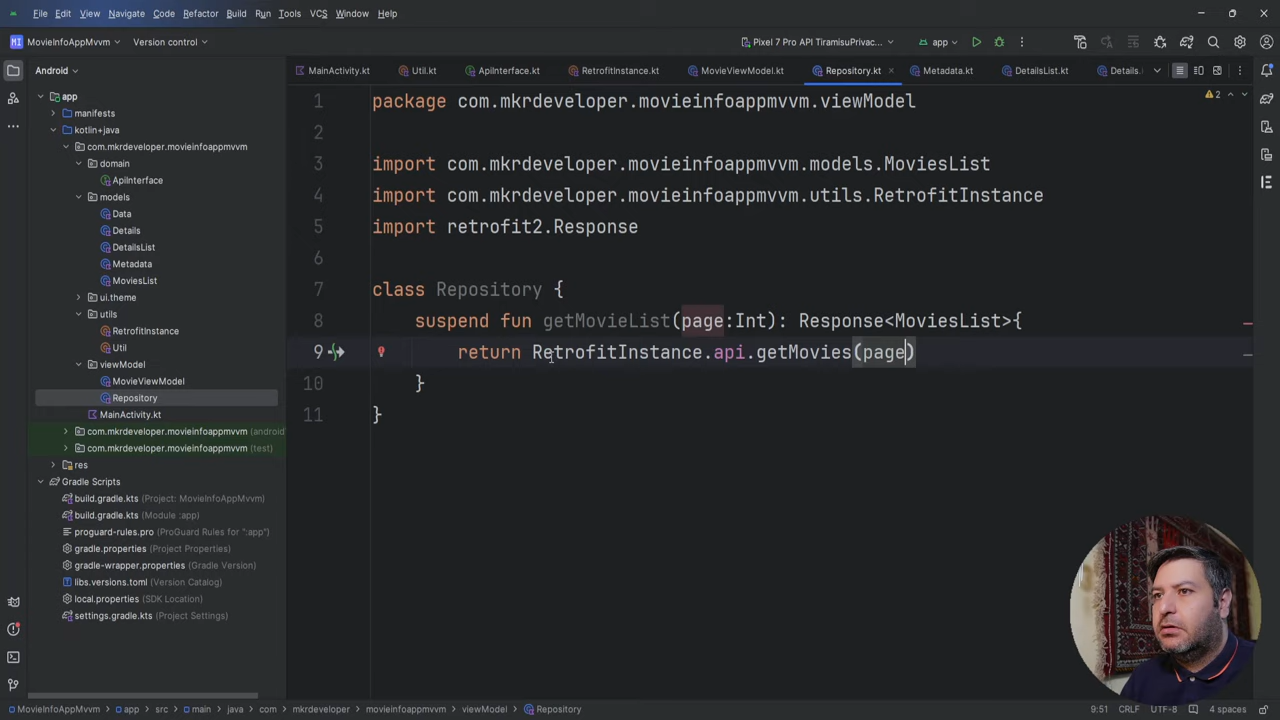 File Edit View Navigate Code Refactor Build Run Tools VCS Window Help
MI MovieInfoAppMvvm Version control Pixel 7 Pro API TiramisuPrivac... app
Android MainActivity.kt Util.kt ApiInterface.kt RetrofitInstance.kt MovieViewModel.kt Repository.kt Metadata.kt DetailsList.kt Details.
app
manifests
kotlin+java
com.mkrdeveloper.movieinfoappmvvm
domain
ApiInterface
models
Data
Details
DetailsList
Metadata
MoviesList
ui.theme
utils
RetrofitInstance
Util
viewModel
MovieViewModel
Repository
MainActivity.kt
com.mkrdeveloper.movieinfoappmvvm (android
com.mkrdeveloper.movieinfoappmvvm (test)
res
Gradle Scripts
build.gradle.kts (Project: MovieInfoAppMvvm)
build.gradle.kts (Module :app)
proguard-rules.pro (ProGuard Rules for ":app")
gradle.properties (Project Properties)
gradle-wrapper.properties (Gradle Version)
libs.versions.toml (Version Catalog)
local.properties (SDK Location)
settings.gradle.kts (Project Settings)
1 package com.mkrdeveloper.movieinfoappmvvm.viewModel
2
3 import com.mkrdeveloper.movieinfoappmvvm.models.MoviesList
4 import com.mkrdeveloper.movieinfoappmvvm.utils.RetrofitInstance
5 import retrofit2.Response
6
7 class Repository {
8 suspend fun getMovieList(page:Int): Response<MoviesList>{
9 return RetrofitInstance.api.getMovies(page)
10 }
11 }
2
MovieInfoAppMvvm > app > src > main > java > com > mkrdeveloper > movieinfoappmvvm > viewModel > Repository 9:51 CRLF UTF-8 4 spaces